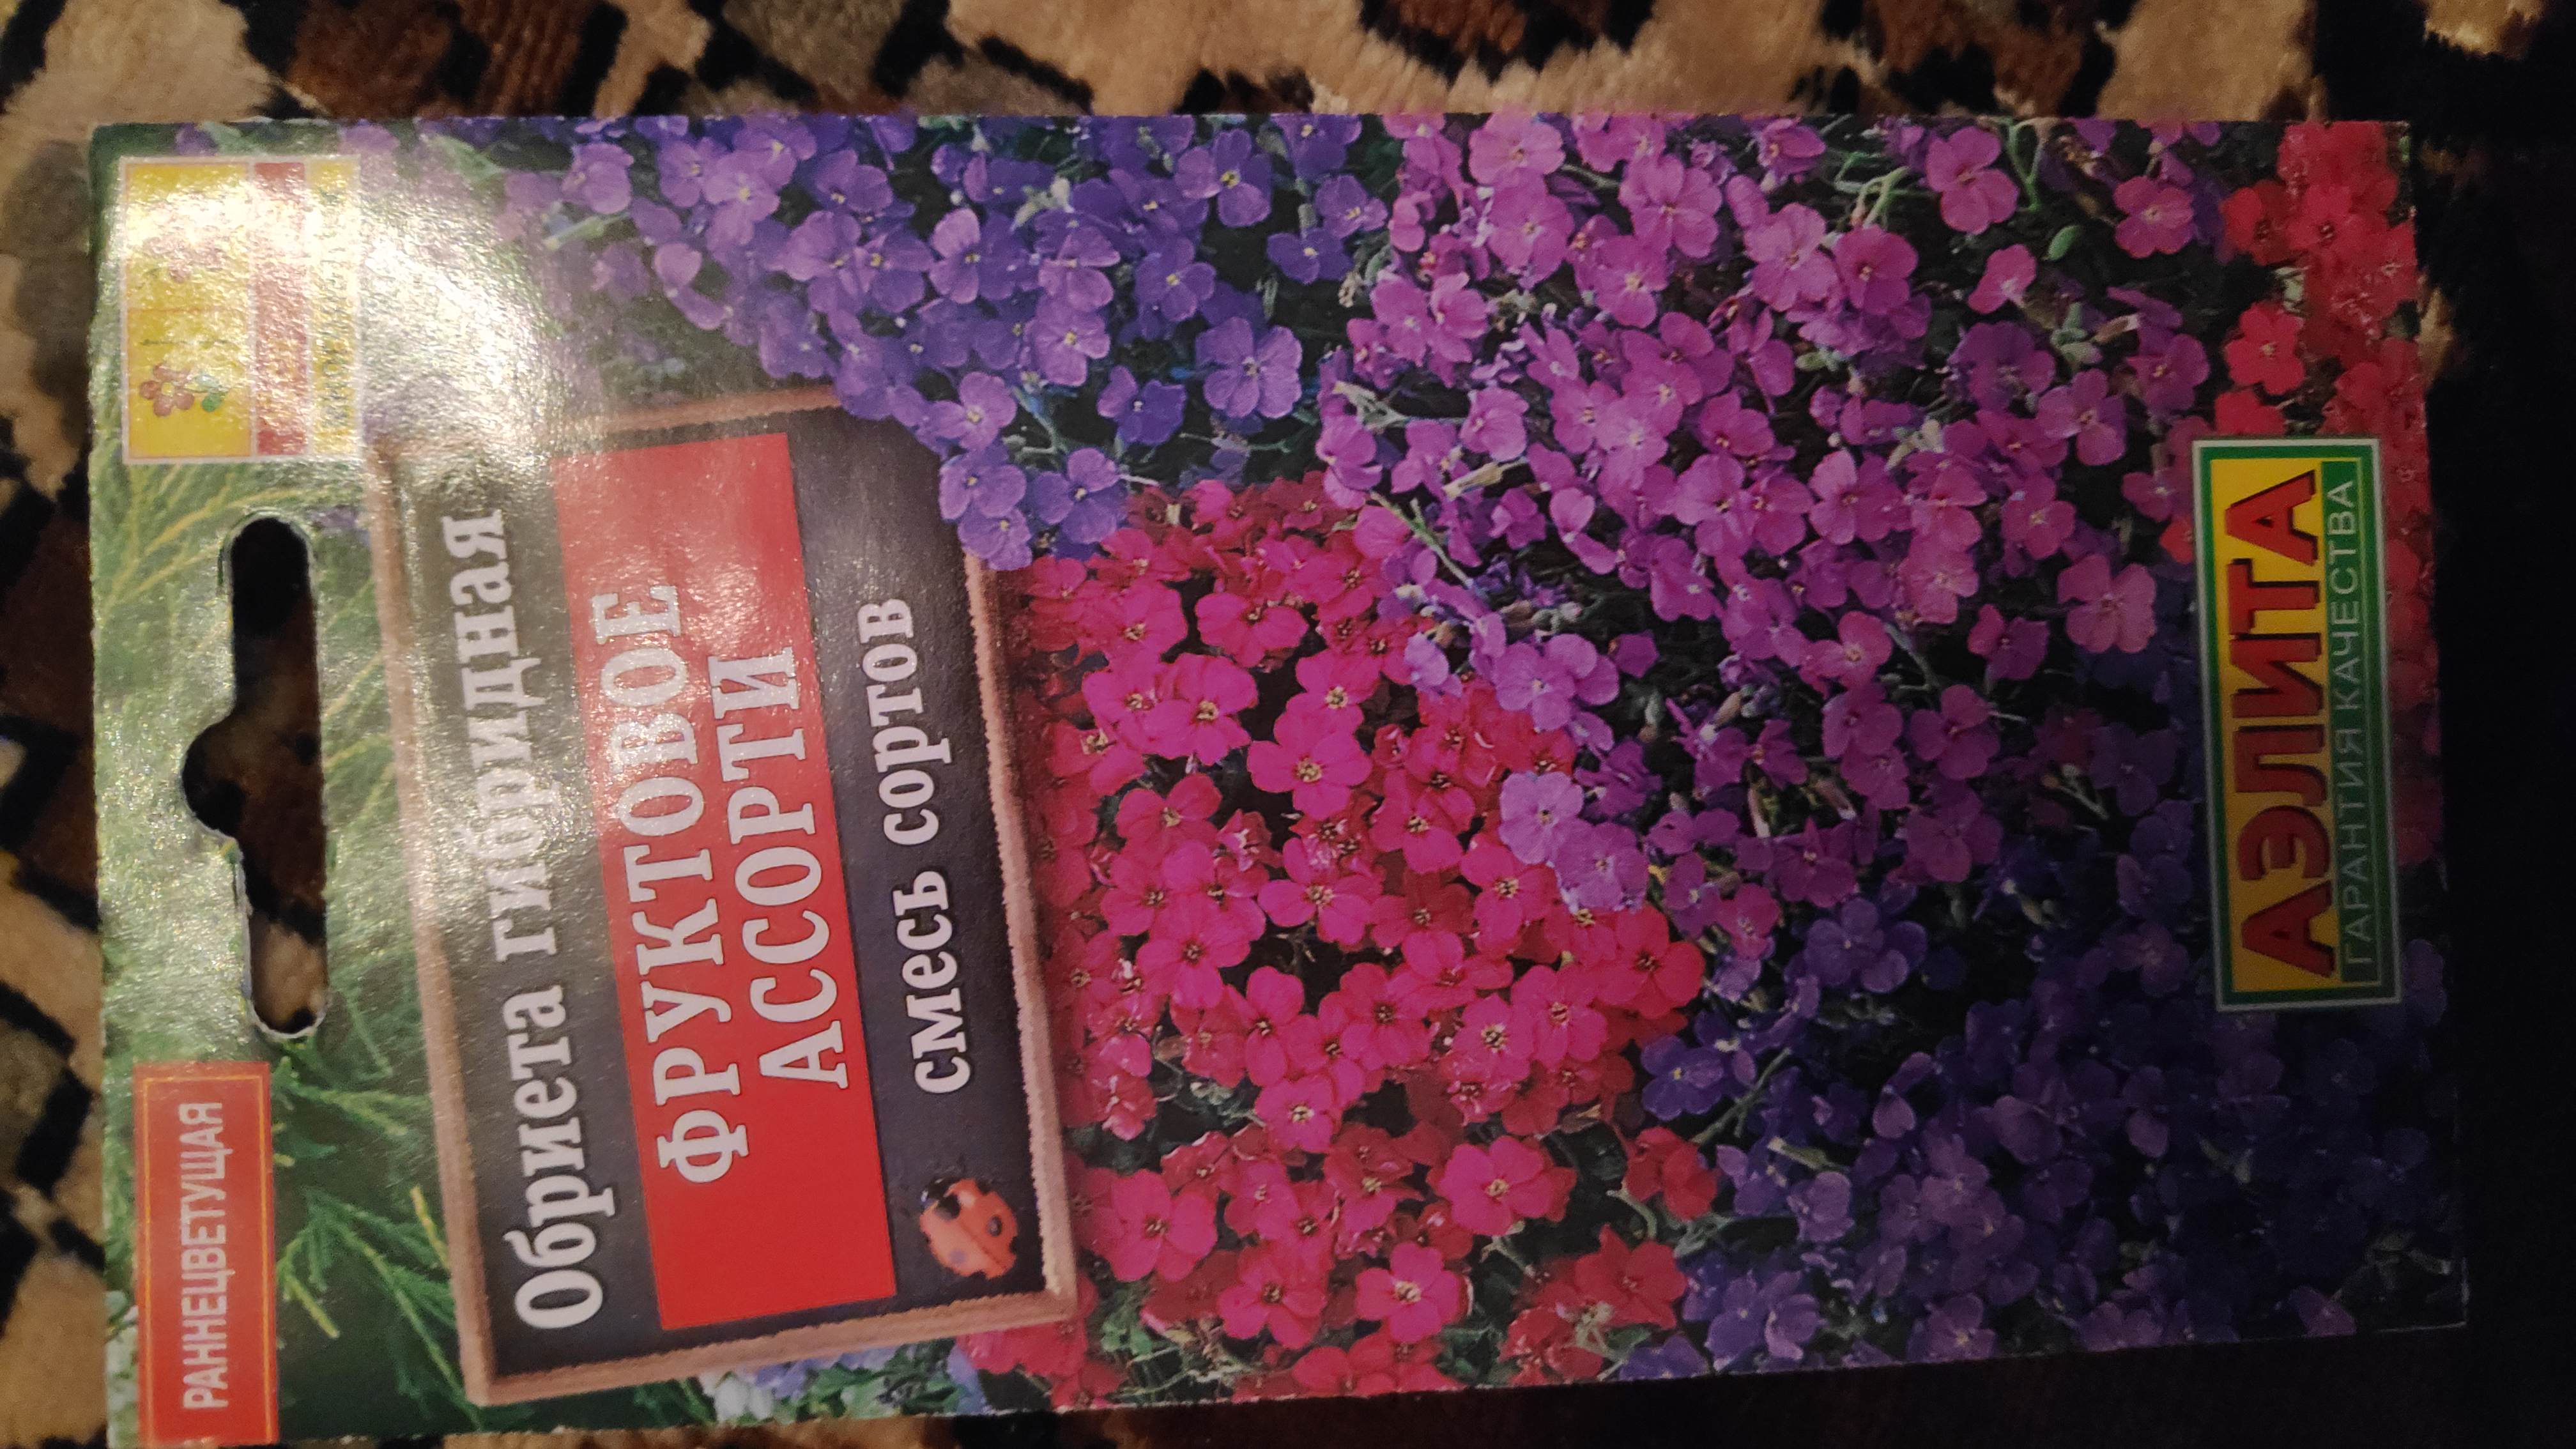 РАННЕЦВЕТУЩАЯ
Обриета гибридная
ФРУКТОВОЕ
АССОРТИ
смесь сортов
АЭЛИТА
ГАРАНТИЯ КАЧЕСТВА